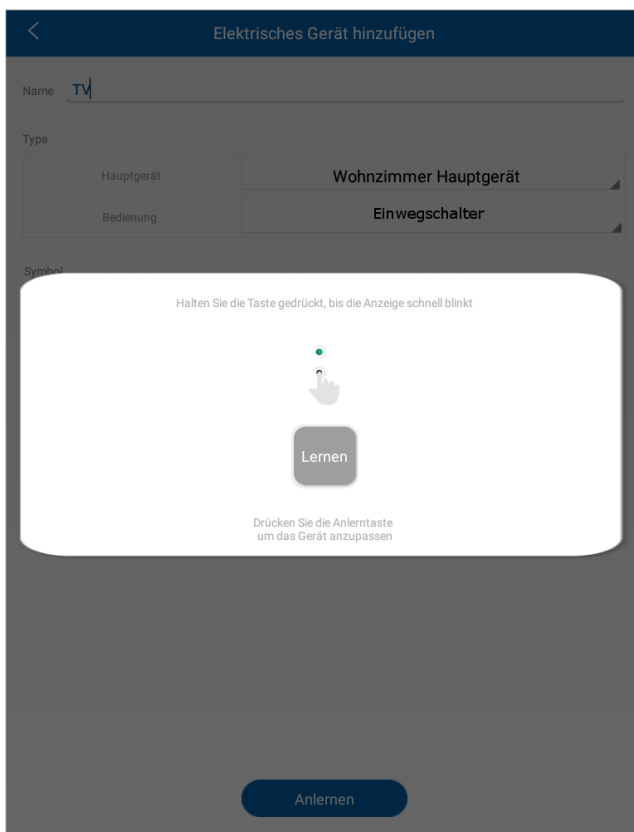 Elektrisches Gerät hinzufügen
Name TV
Type
Hauptgerät Wohnzimmer Hauptgerät
Bedienung Einwegschalter
Symbol
Halten Sie die Taste gedrückt, bis die Anzeige schnell blinkt
Lernen
Drücken Sie die Anlerntaste
um das Gerät anzupassen
Anlernen